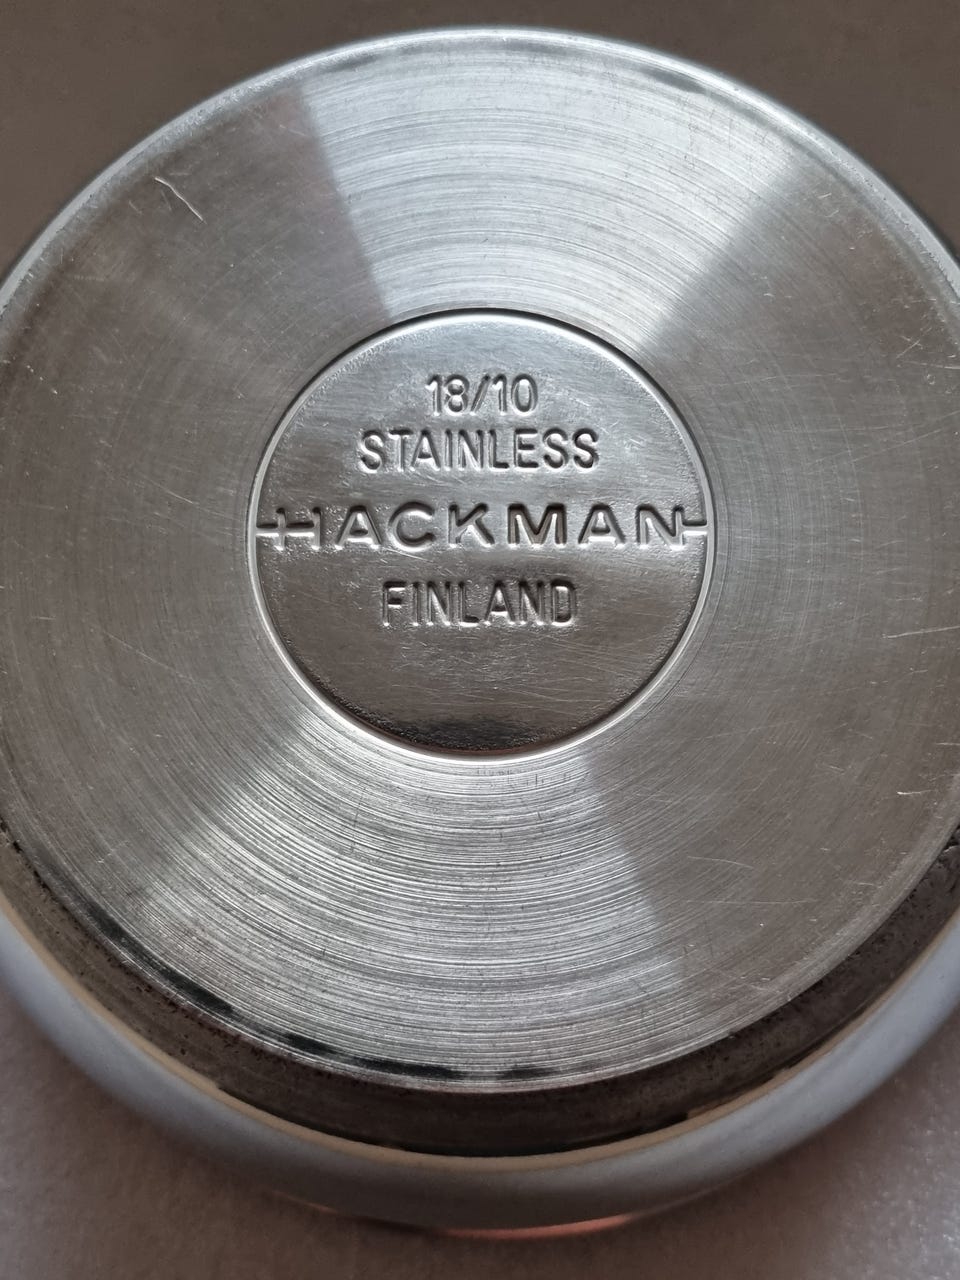 18/10
STAINLESS
HACKMAN
FINLAND